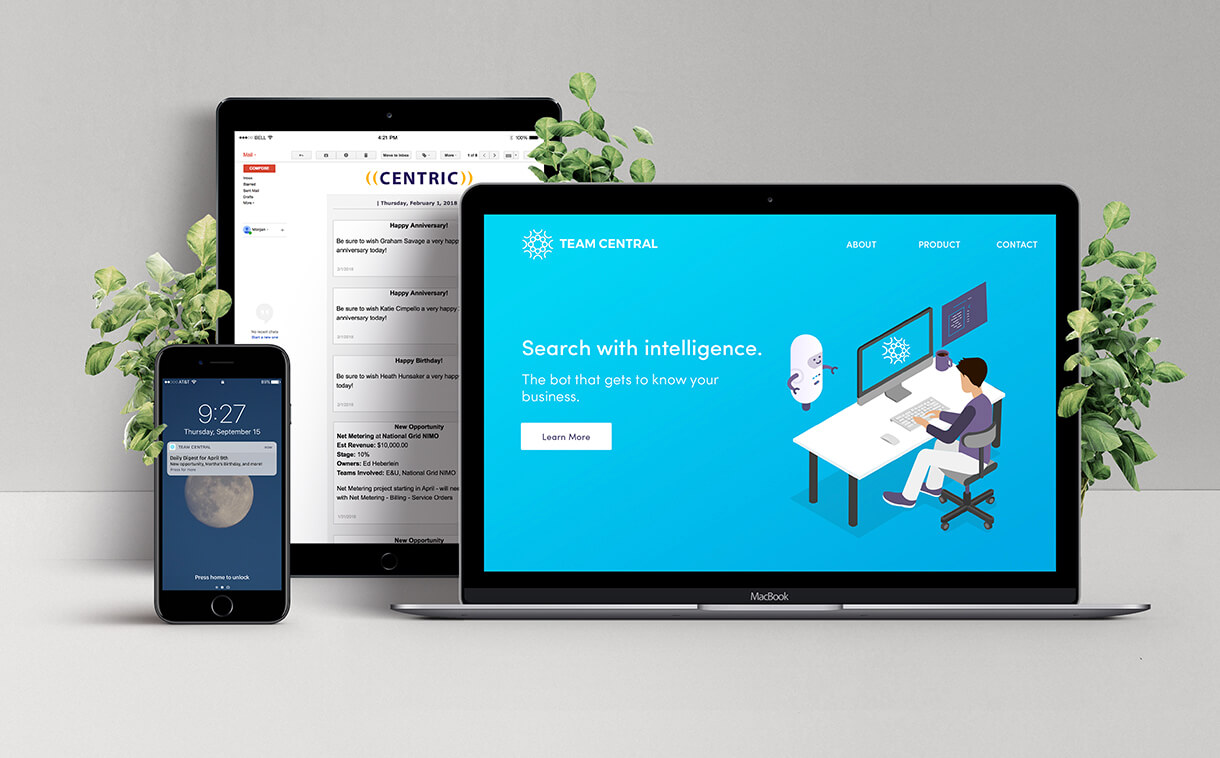 BELL
4:21 PM
100%
Mail
Move to Inbox
More
1 of 6
COMPOSE
Inbox
Starred
Sent Mail
Drafts
More
Morgan
No recent chats
Start a new one
((CENTRIC))
| Thursday, February 1, 2018
Happy Anniversary!
Be sure to wish Graham Savage a very happy
anniversary today!
2/1/2018
Happy Anniversary!
Be sure to wish Katie Cimpello a very happy
anniversary today!
2/1/2018
Happy Birthday!
Be sure to wish Heath Hunsaker a very happy
today!
2/1/2018
New Opportunity
Net Metering at National Grid NIMO
Est Revenue: $10,000.00
Stage: 10%
Owners: Ed Heberlein
Teams Involved: E&U, National Grid NIMO
Net Metering project starting in April - will nee
with Net Metering - Billing - Service Orders
New Opportunity
AT&T
89%
9:27
Thursday, September 15
TEAM CENTRAL
now
Daily Digest for April 9th
New opportunity, Martha's Birthday, and more!
Press for more
Press home to unlock
TEAM CENTRAL
ABOUT
PRODUCT
CONTACT
Search with intelligence.
The bot that gets to know your
business.
Learn More
MacBook